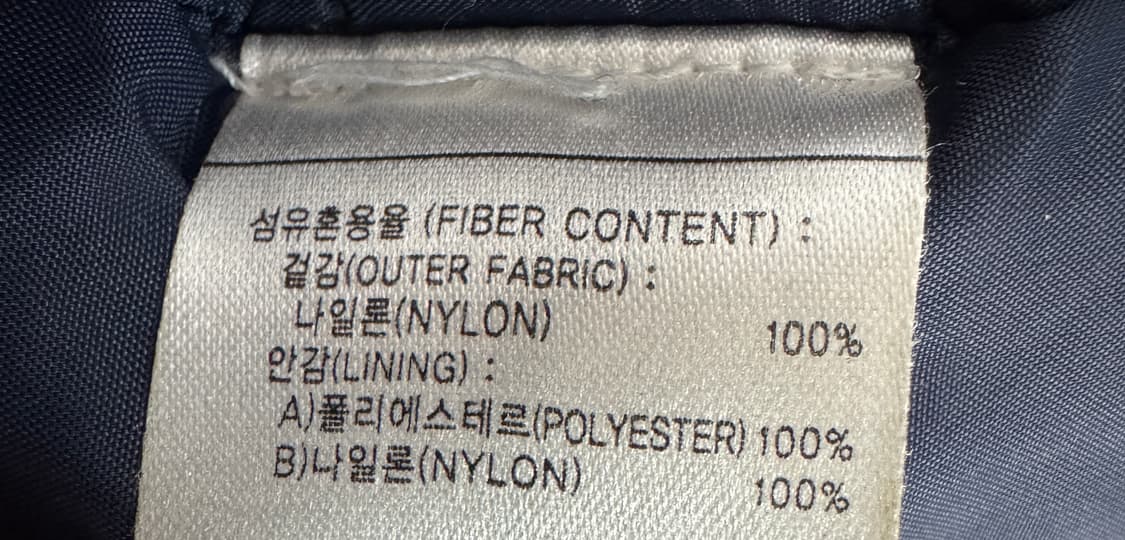 섬유혼용율 (FIBER CONTENT) :
겉감(OUTER FABRIC) :
나일론(NYLON) 100%
안감(LINING) :
A)폴리에스테르(POLYESTER) 100%
B)나일론(NYLON) 100%